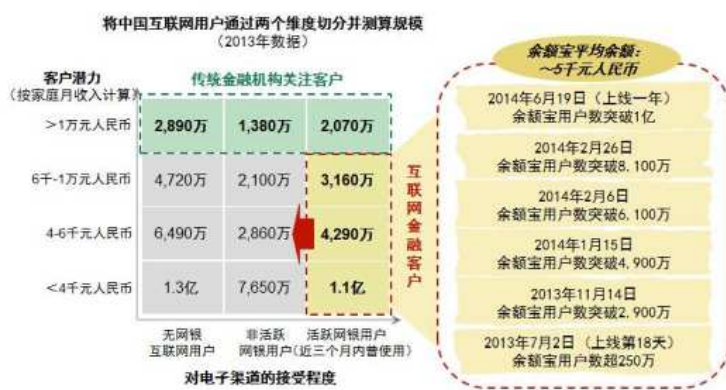 将中国互联网用户通过两个维度切分并测算规模
（2013年数据）
客户潜力
（按家庭月收入计算）
传统金融机构关注客户
>1万元人民币
2,890万
1,380万
2,070万
6千-1万元人民币
4,720万
2,100万
3,160万
4-6千元人民币
6,490万
2,860万
4,290万
<4千元人民币
1.3亿
7,650万
1.1亿
无网银
互联网用户
非活跃
网银用户
活跃网银用户
（近三个月内曾使用）
对电子渠道的接受程度
互联网金融客户
余额宝平均余额：
~5千元人民币
2014年6月19日（上线一年）
余额宝用户数突破1亿
2014年2月26日
余额宝用户数突破8,100万
2014年2月6日
余额宝用户数突破6,100万
2014年1月15日
余额宝用户数突破4,900万
2013年11月14日
余额宝用户数突破2,900万
2013年7月2日（上线第18天）
余额宝用户数超250万